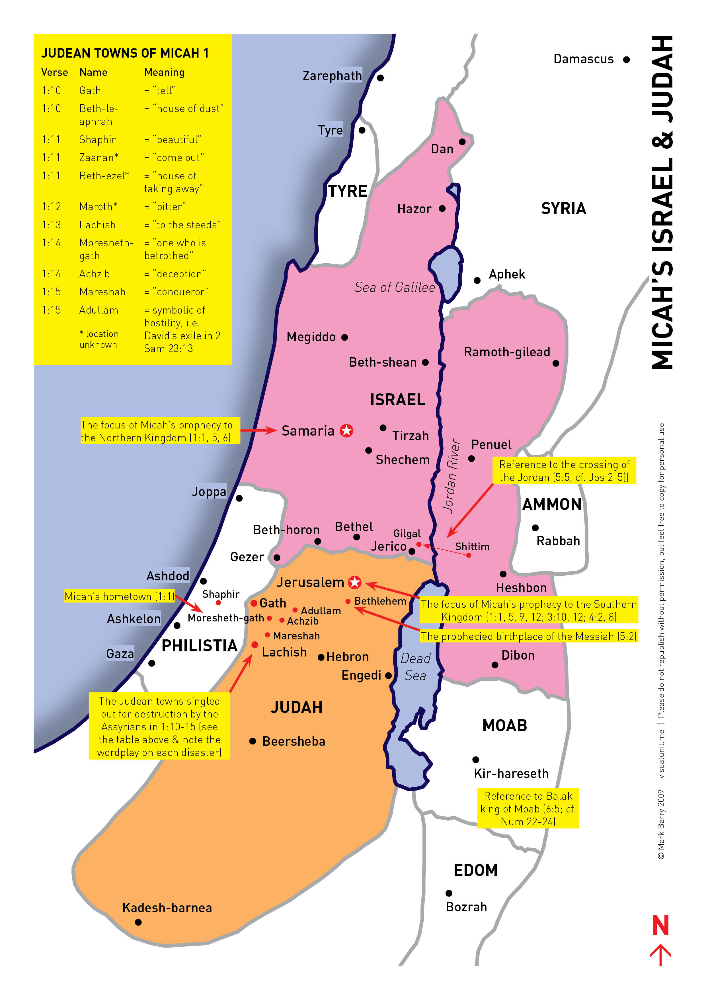 MICAH'S ISRAEL & JUDAH
JUDEAN TOWNS OF MICAH 1
Verse Name Meaning
1:10 Gath = “tell”
1:10 Beth-le- = “house of dust”
aphrah
1:11 Shaphir = “beautiful”
1:11 Zaanan* = “come out”
1:11 Beth-ezel* = “house of
taking away”
1:12 Maroth* = “bitter”
1:13 Lachish = “to the steeds”
1:14 Moresheth- = “one who is
gath betrothed”
1:14 Achzib = “deception”
1:15 Mareshah = “conqueror”
1:15 Adullam = symbolic of
hostility, i.e.
David’s exile in 2
Sam 23:13
* location
unknown
Damascus
Zarephath
Tyre
Dan
TYRE
Hazor
SYRIA
Aphek
Sea of Galilee
Megiddo
Ramoth-gilead
Beth-shean
ISRAEL
The focus of Micah’s prophecy to
the Northern Kingdom (1:1, 5, 6)
Samaria
Tirzah
Shechem
Penuel
Jordan River
Reference to the crossing of
the Jordan (5:5, cf. Jos 2-5))
Joppa
AMMON
Rabbah
Beth-horon
Bethel
Gilgal
Jerico
Shittim
Gezer
Ashdod
Jerusalem
Heshbon
Micah’s hometown (1:1)
Shaphir
Gath
Bethlehem
The focus of Micah’s prophecy to the Southern
Kingdom (1:1, 5, 9, 12; 3:10, 12; 4:2, 8)
Adullam
Ashkelon
Moresheth-gath
Achzib
Mareshah
The prophecied birthplace of the Messiah (5:2)
PHILISTIA
Gaza
Lachish
Hebron
Dead
Sea
Dibon
Engedi
The Judean towns singled
out for destruction by the
Assyrians in 1:10-15 (see
the table above & note the
wordplay on each disaster)
JUDAH
MOAB
Beersheba
Kir-hareseth
Reference to Balak
king of Moab (6:5; cf.
Num 22-24)
EDOM
Bozrah
Kadesh-barnea
© Mark Barry 2009 | visualunit.me | Please do not republish without permission, but feel free to copy for personal use
N